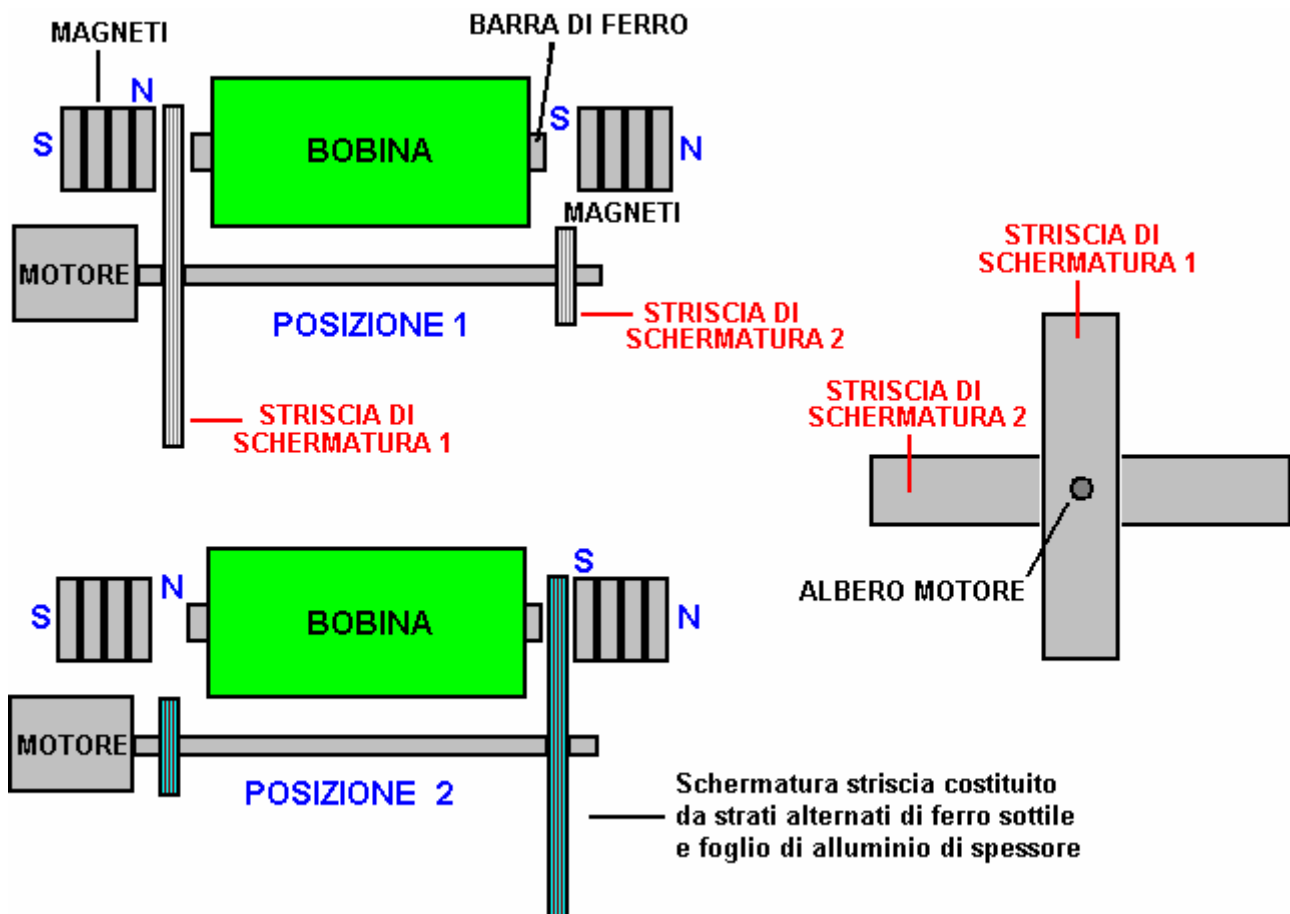 MAGNETI
BARRA DI FERRO
N
S
BOBINA
S
N
MAGNETI
MOTORE
POSIZIONE 1
STRISCIA DI
SCHERMATURA 2
STRISCIA DI
SCHERMATURA 1
STRISCIA DI
SCHERMATURA 1
STRISCIA DI
SCHERMATURA 2
ALBERO MOTORE
S
N
BOBINA
S
N
MOTORE
POSIZIONE 2
Schermatura striscia costituito
da strati alternati di ferro sottile
e foglio di alluminio di spessore